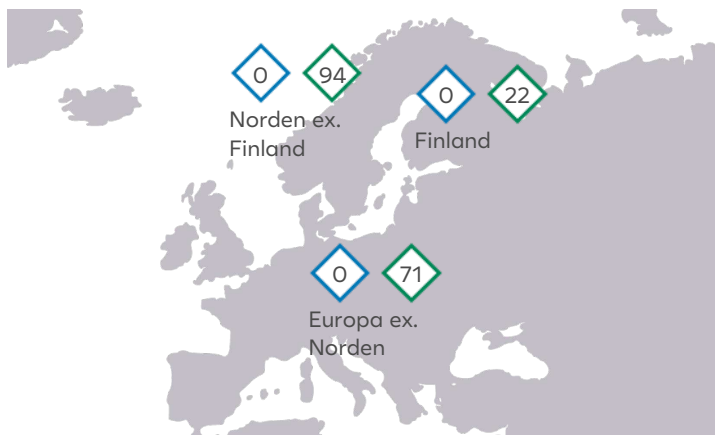 0 94
Norden ex.
Finland
0 22
Finland
0 71
Europa ex.
Norden